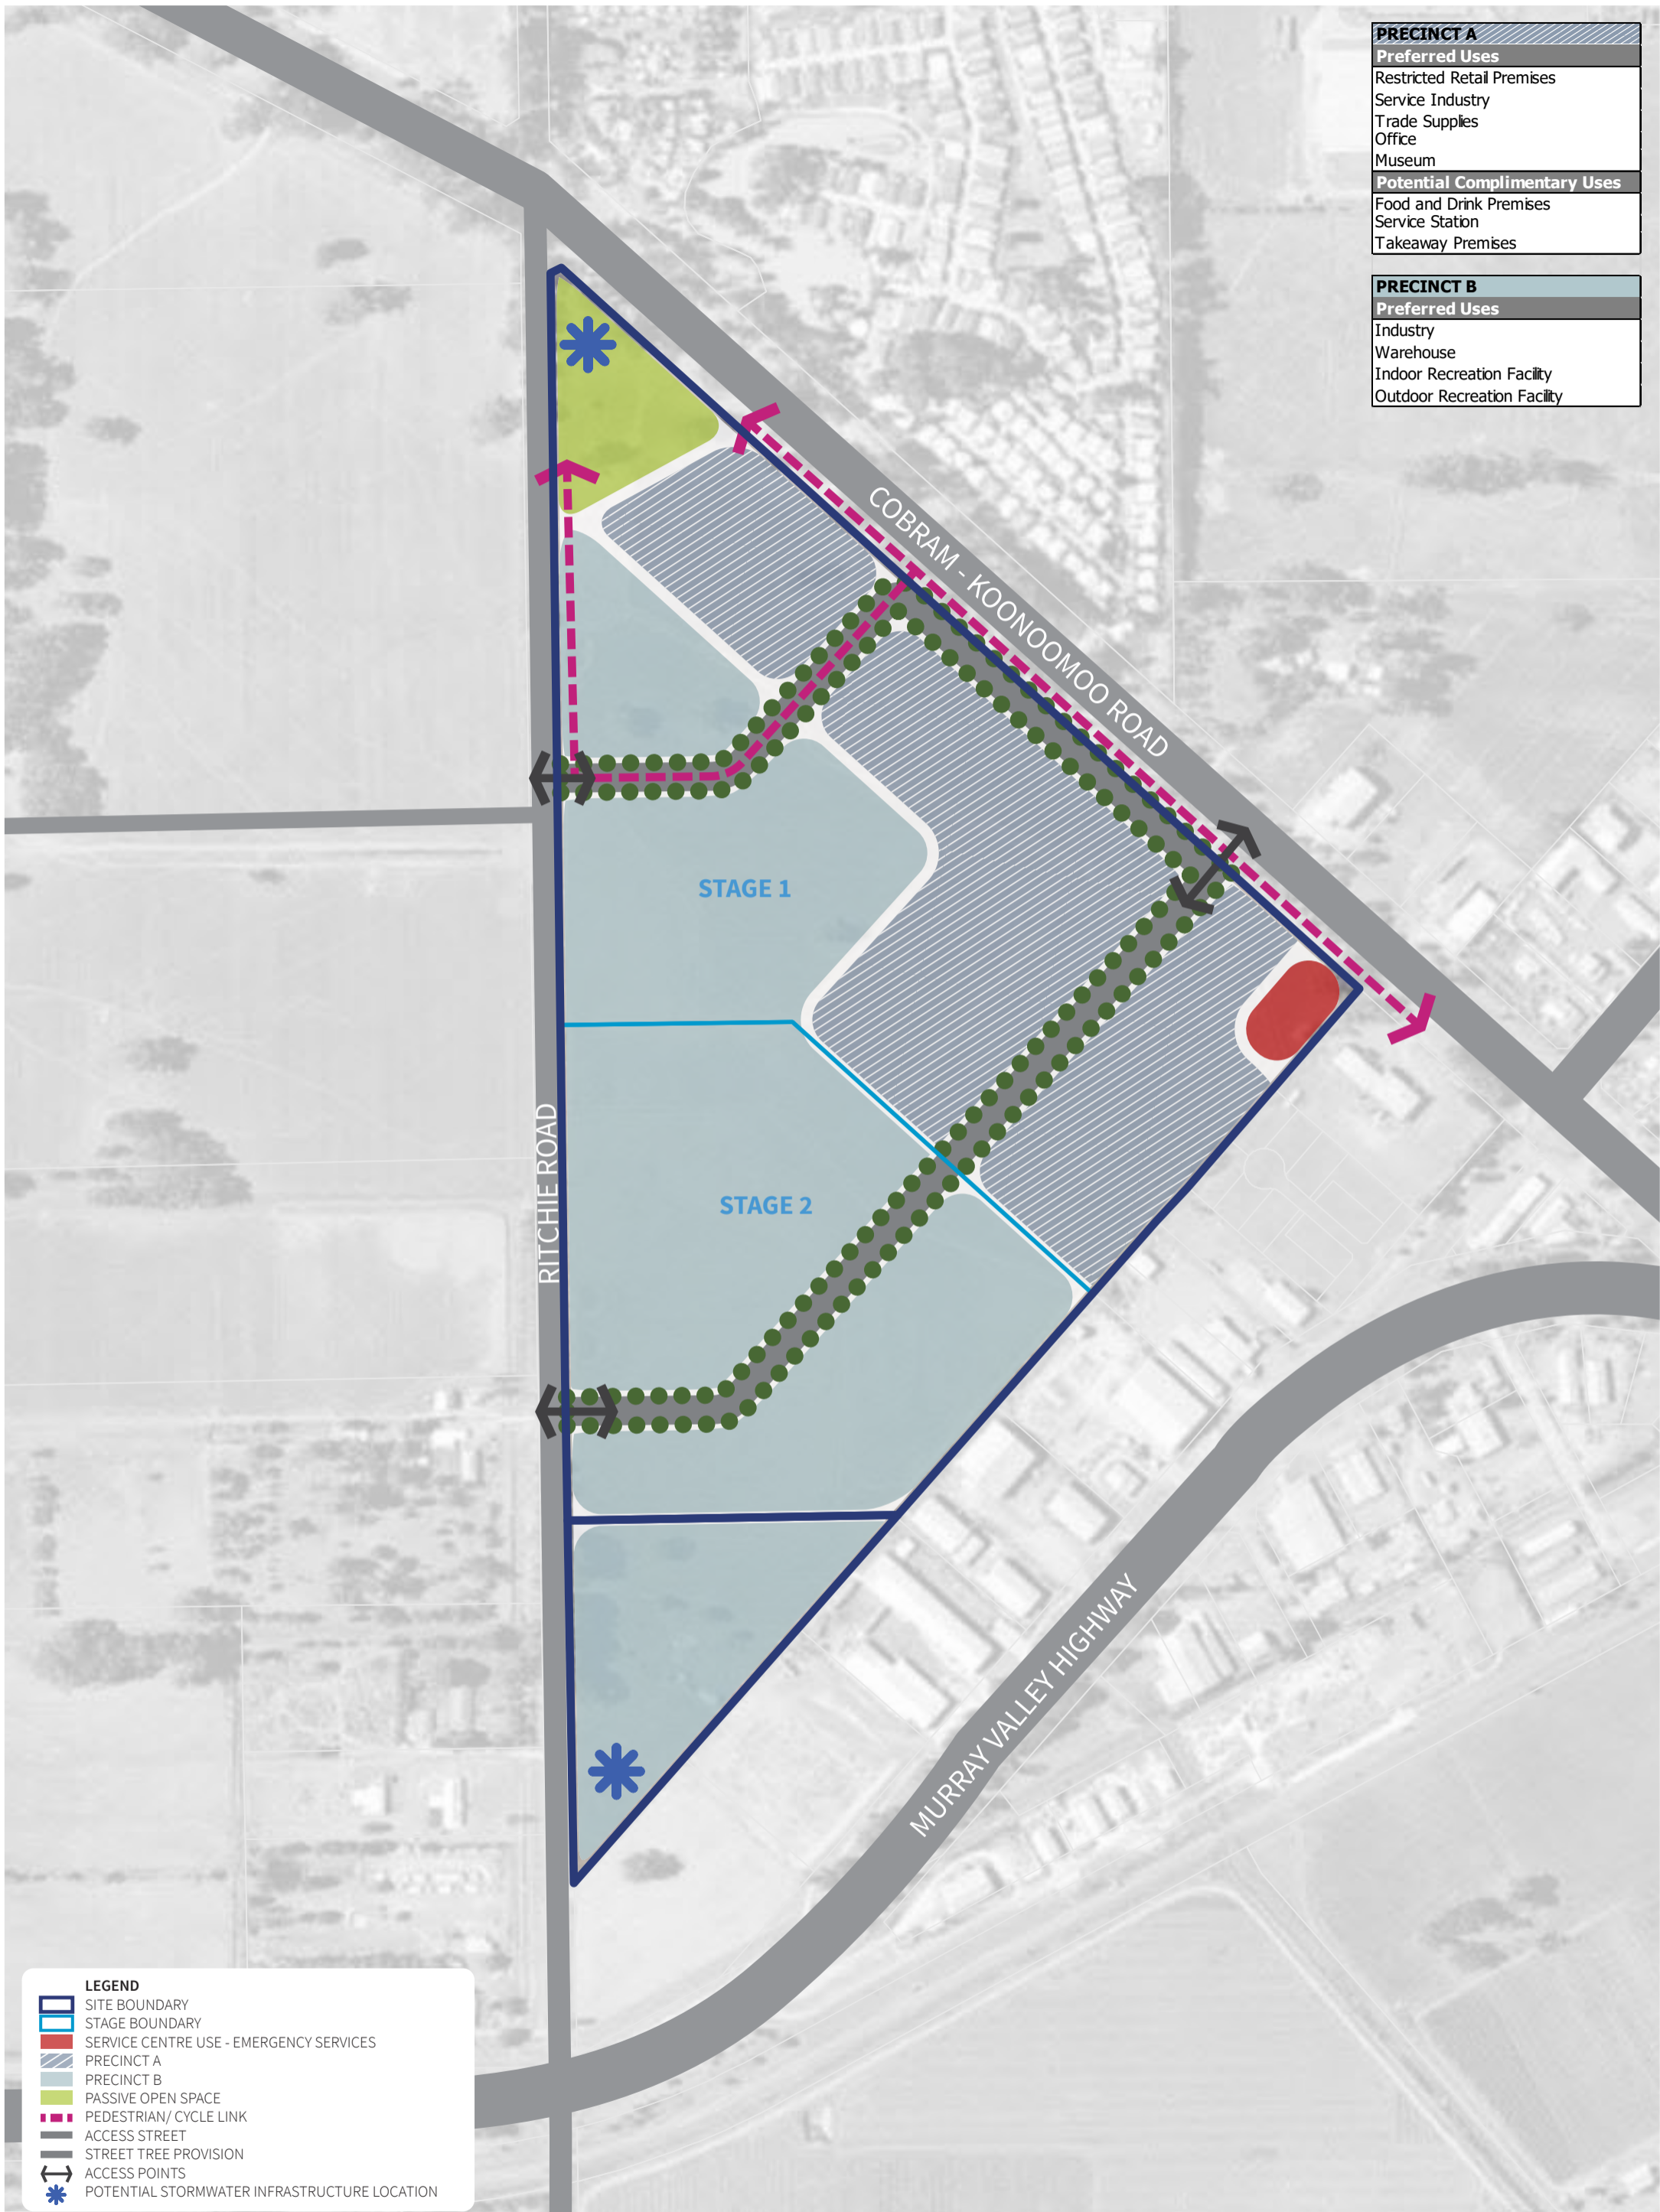 PRECINCT A
Preferred Uses
Restricted Retail Premises
Service Industry
Trade Supplies
Office
Museum
Potential Complimentary Uses
Food and Drink Premises
Service Station
Takeaway Premises
PRECINCT B
Preferred Uses
Industry
Warehouse
Indoor Recreation Facility
Outdoor Recreation Facility
COBRAM - KOONOOMOO ROAD
STAGE 1
STAGE 2
RITCHIE ROAD
MURRAY VALLEY HIGHWAY
LEGEND
SITE BOUNDARY
STAGE BOUNDARY
SERVICE CENTRE USE - EMERGENCY SERVICES
PRECINCT A
PRECINCT B
PASSIVE OPEN SPACE
PEDESTRIAN/ CYCLE LINK
ACCESS STREET
STREET TREE PROVISION
ACCESS POINTS
POTENTIAL STORMWATER INFRASTRUCTURE LOCATION